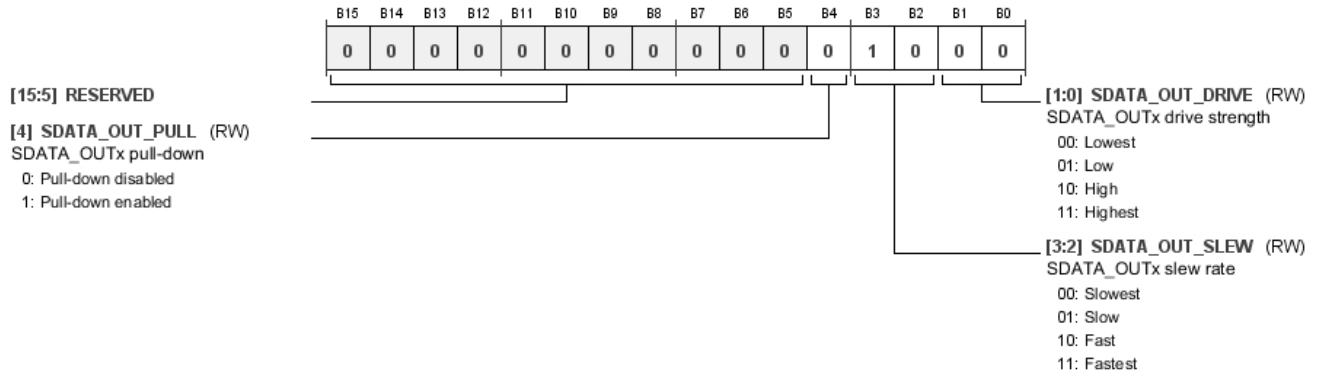 B15 B14 B13 B12 B11 B10 B9 B8 B7 B6 B5 B4 B3 B2 B1 B0
0 0 0 0 0 0 0 0 0 0 0 0 1 0 0 0
[15:5] RESERVED
[4] SDATA_OUT_PULL (RW)
SDATA_OUTx pull-down
0: Pull-down disabled
1: Pull-down enabled
[1:0] SDATA_OUT_DRIVE (RW)
SDATA_OUTx drive strength
00: Lowest
01: Low
10: High
11: Highest
[3:2] SDATA_OUT_SLEW (RW)
SDATA_OUTx slew rate
00: Slowest
01: Slow
10: Fast
11: Fastest